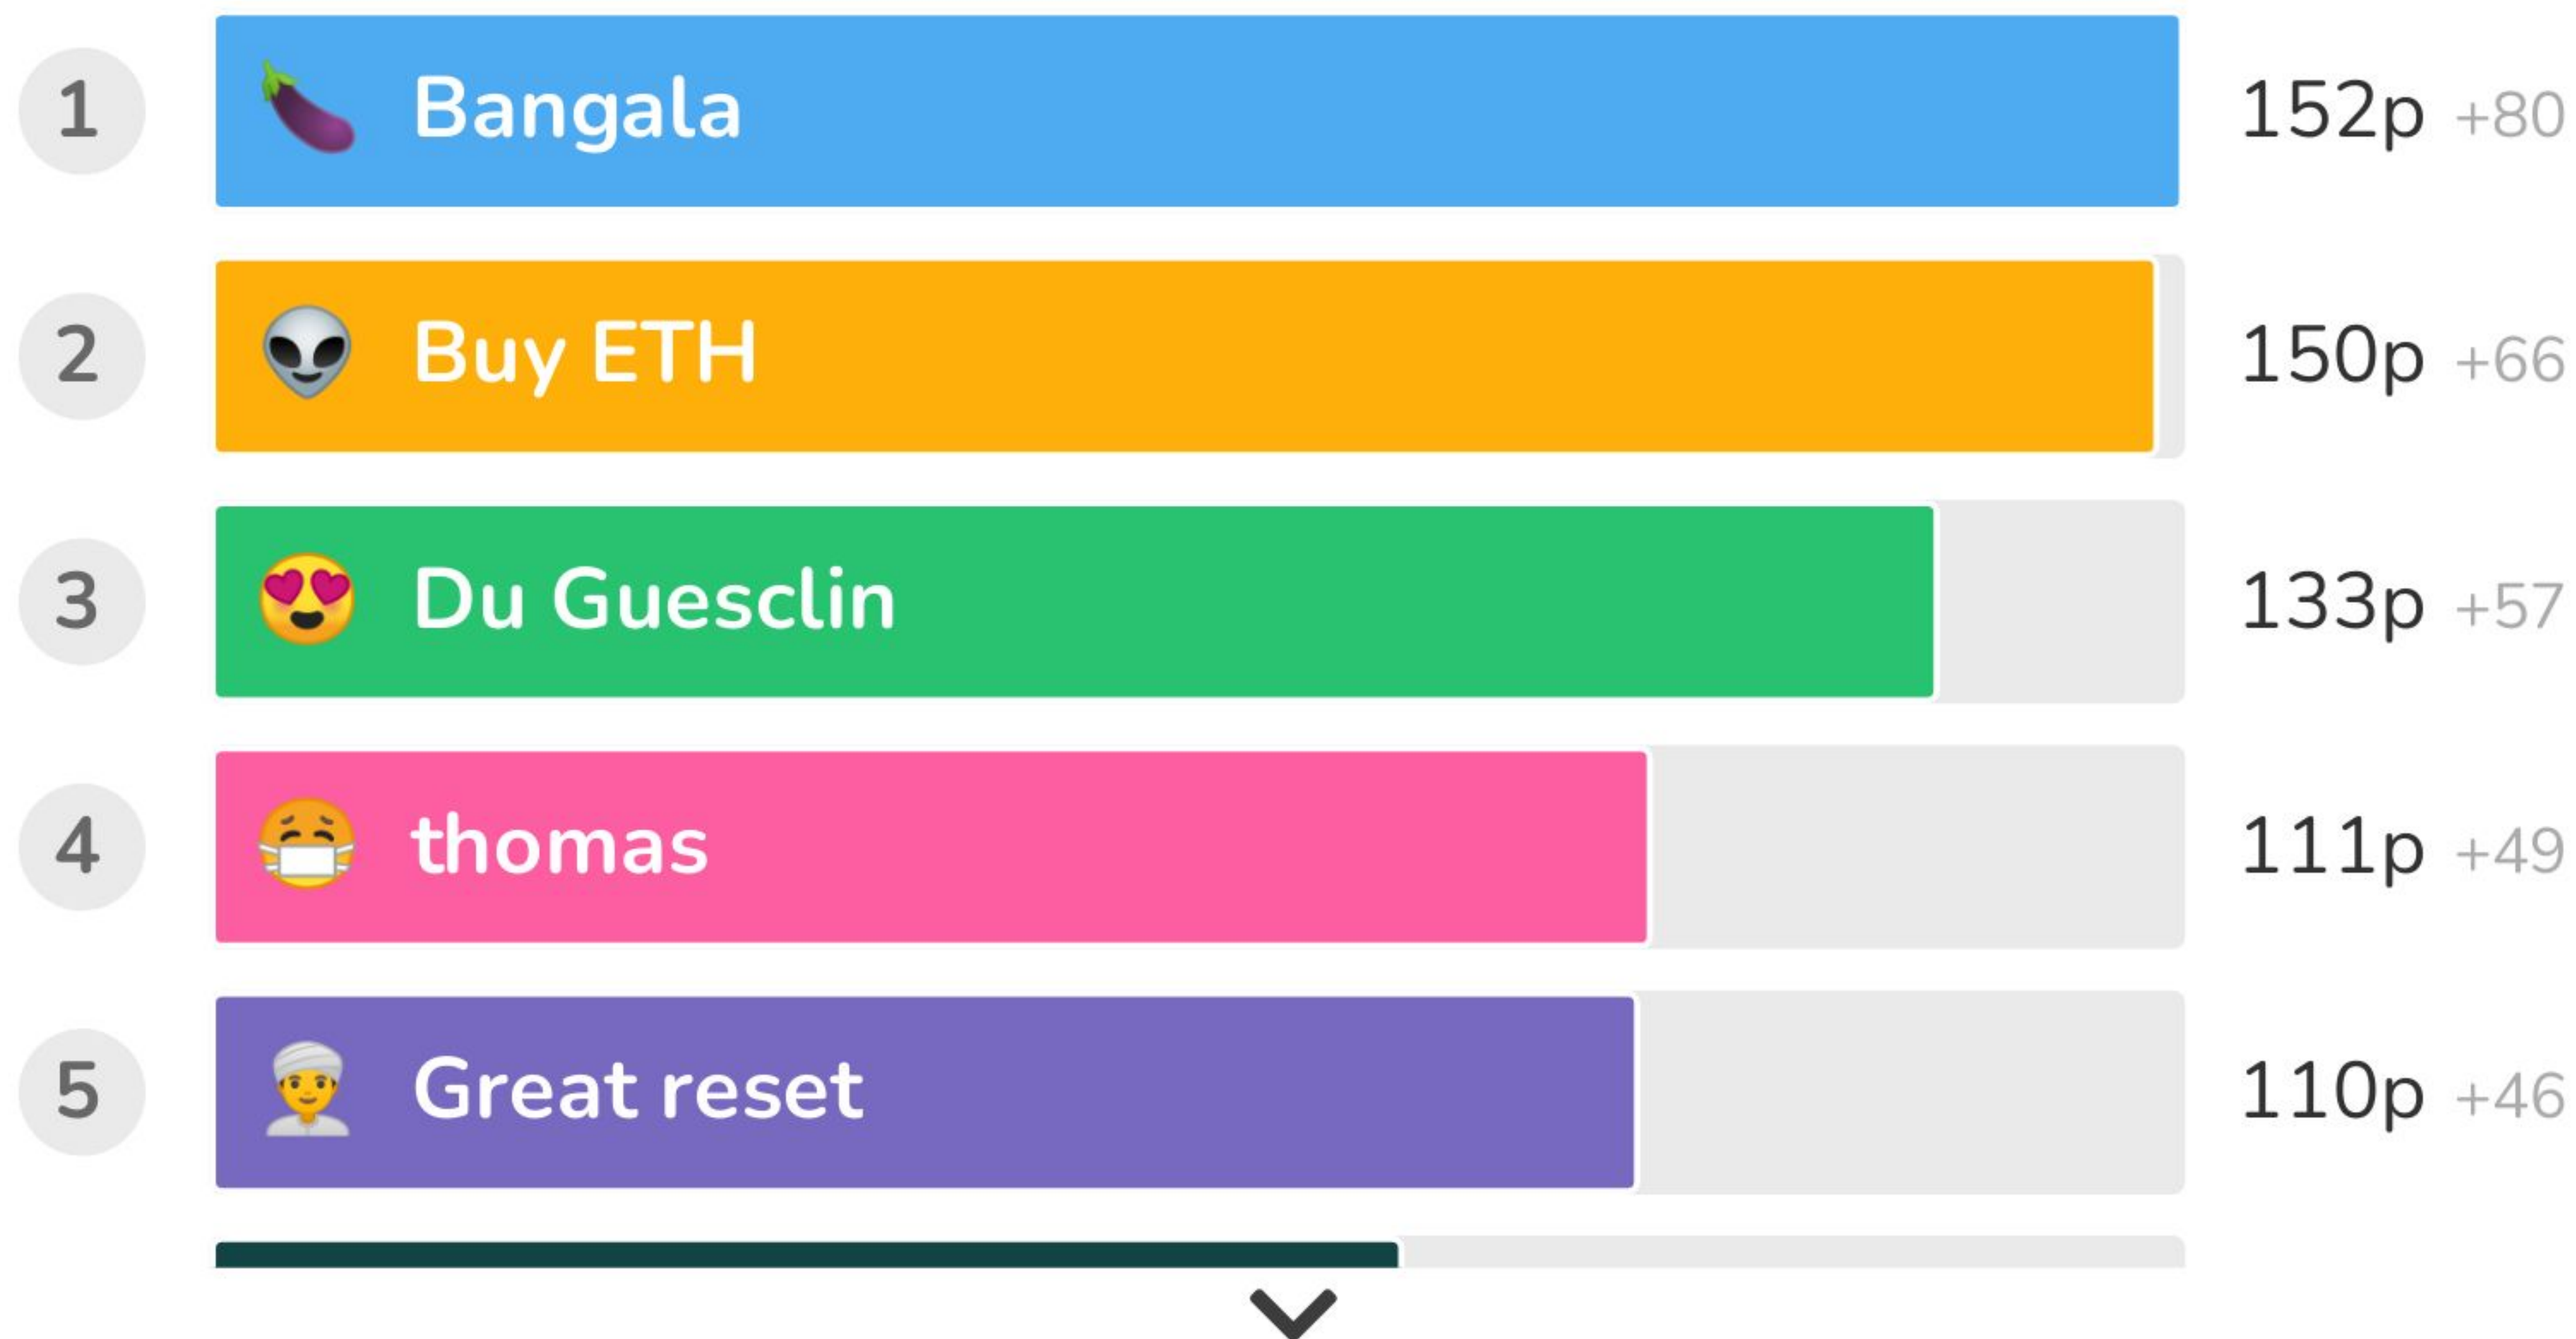 1 Bangala 152p +80
2 Buy ETH 150p +66
3 Du Guesclin 133p +57
4 thomas 111p +49
5 Great reset 110p +46